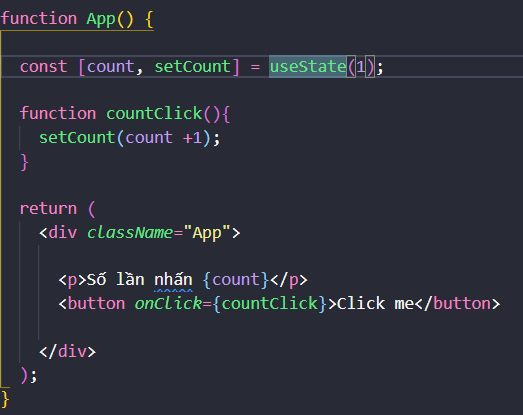 function App() {
const [count, setCount] = useState(1);
function countClick(){
setCount(count +1);
}
return (
<div className="App">
<p>Số lần nhấn {count}</p>
<button onClick={countClick}>Click me</button>
</div>
);
}